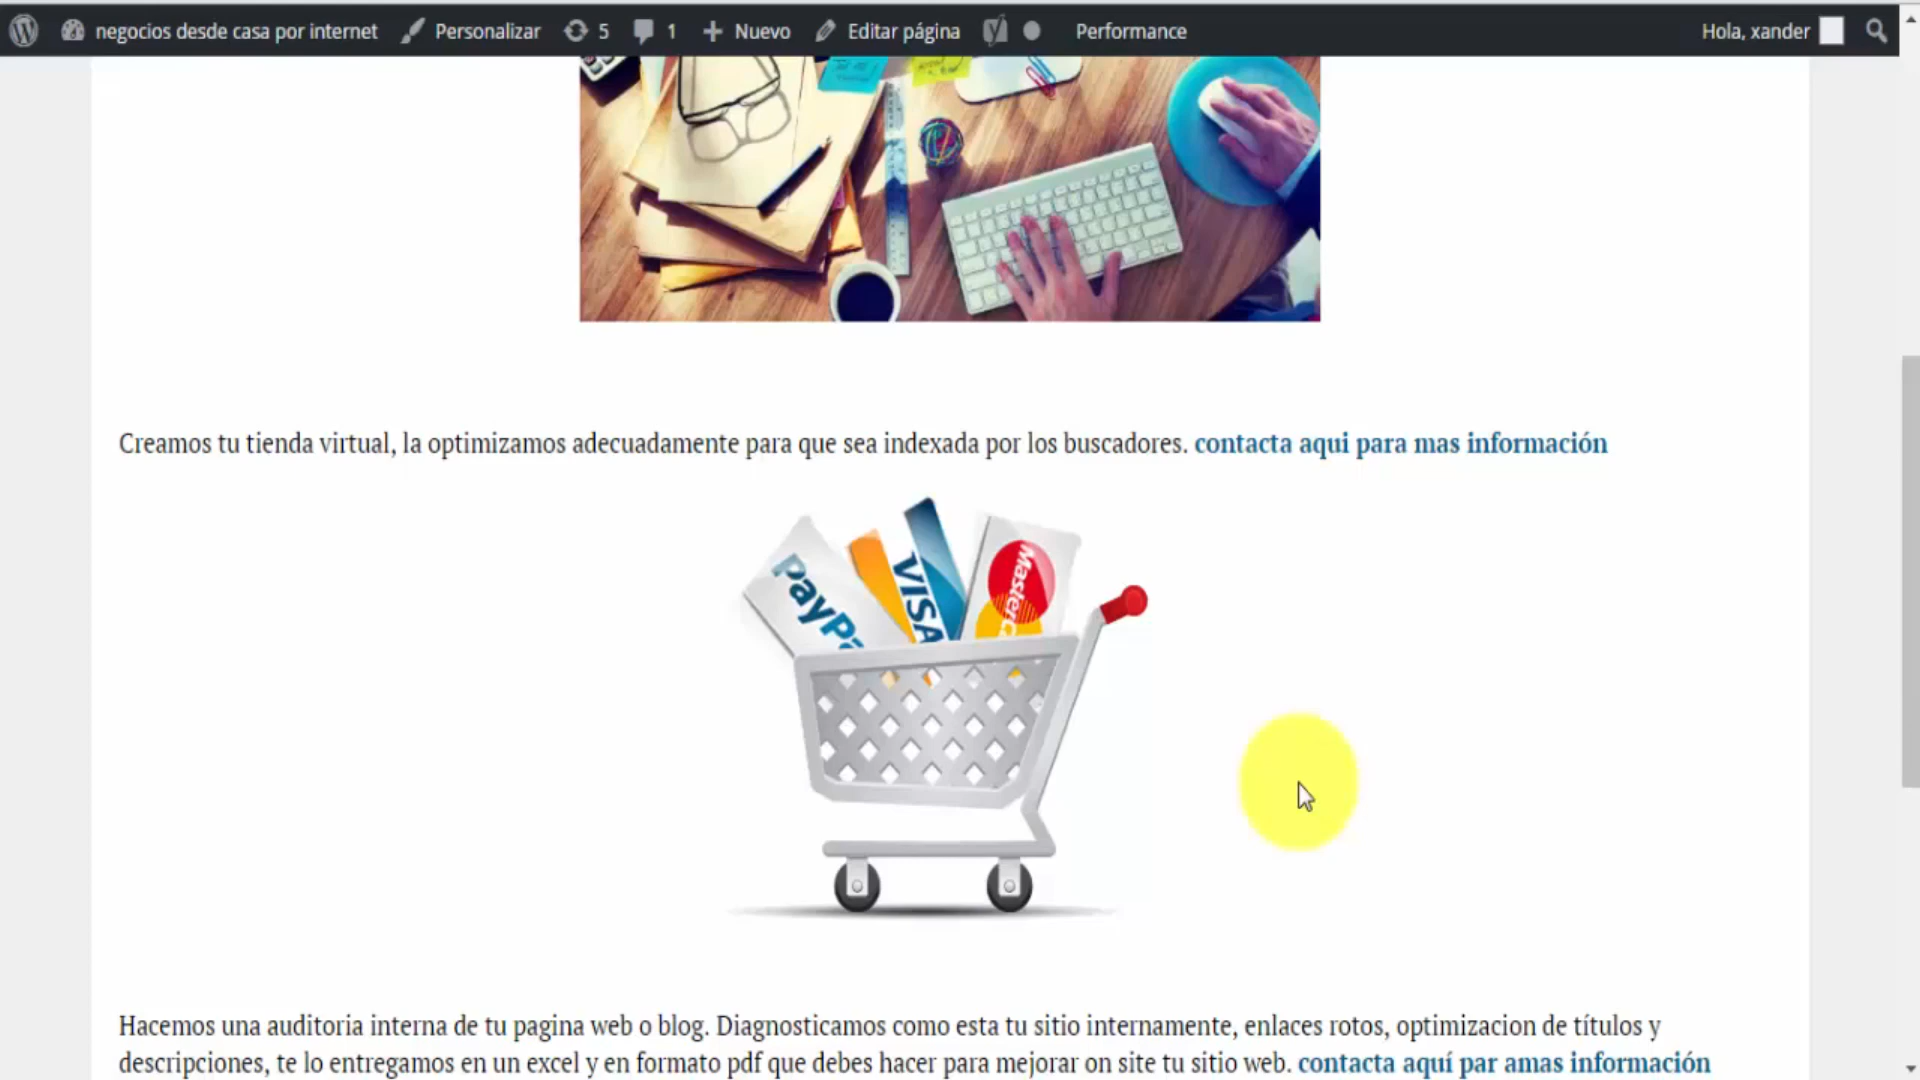 negocios desde casa por internet Personalizar 5 1 Nuevo Editar página Performance Hola, xander
Creamos tu tienda virtual, la optimizamos adecuadamente para que sea indexada por los buscadores. contacta aqui para mas información
PayPa
VISA
MasterC
Hacemos una auditoria interna de tu pagina web o blog. Diagnosticamos como esta tu sitio internamente, enlaces rotos, optimizacion de títulos y
descripciones, te lo entregamos en un excel y en formato pdf que debes hacer para mejorar on site tu sitio web. contacta aquí par amas información